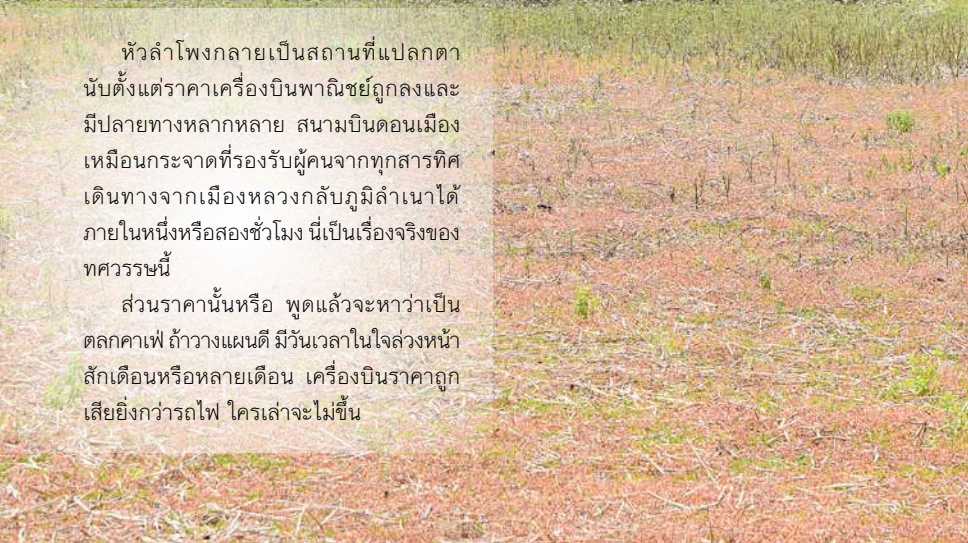 หัวลำโพงกลายเป็นสถานที่แปลกตา
นับตั้งแต่ราคาเครื่องบินพาณิชย์ถูกลงและ
มีปลายทางหลากหลาย สนามบินดอนเมือง
เหมือนกระจาดที่รองรับผู้คนจากทุกสารทิศ
เดินทางจากเมืองหลวงกลับภูมิลำเนาได้
ภายในหนึ่งหรือสองชั่วโมง นี่เป็นเรื่องจริงของ
ทศวรรษนี้
ส่วนราคานั้นหรือ พูดแล้วจะหาว่าเป็น
ตลกคาเฟ่ ถ้าวางแผนดี มีวันเวลาในใจล่วงหน้า
สักเดือนหรือหลายเดือน เครื่องบินราคาถูก
เสียยิ่งกว่ารถไฟ ใครเล่าจะไม่ขึ้น